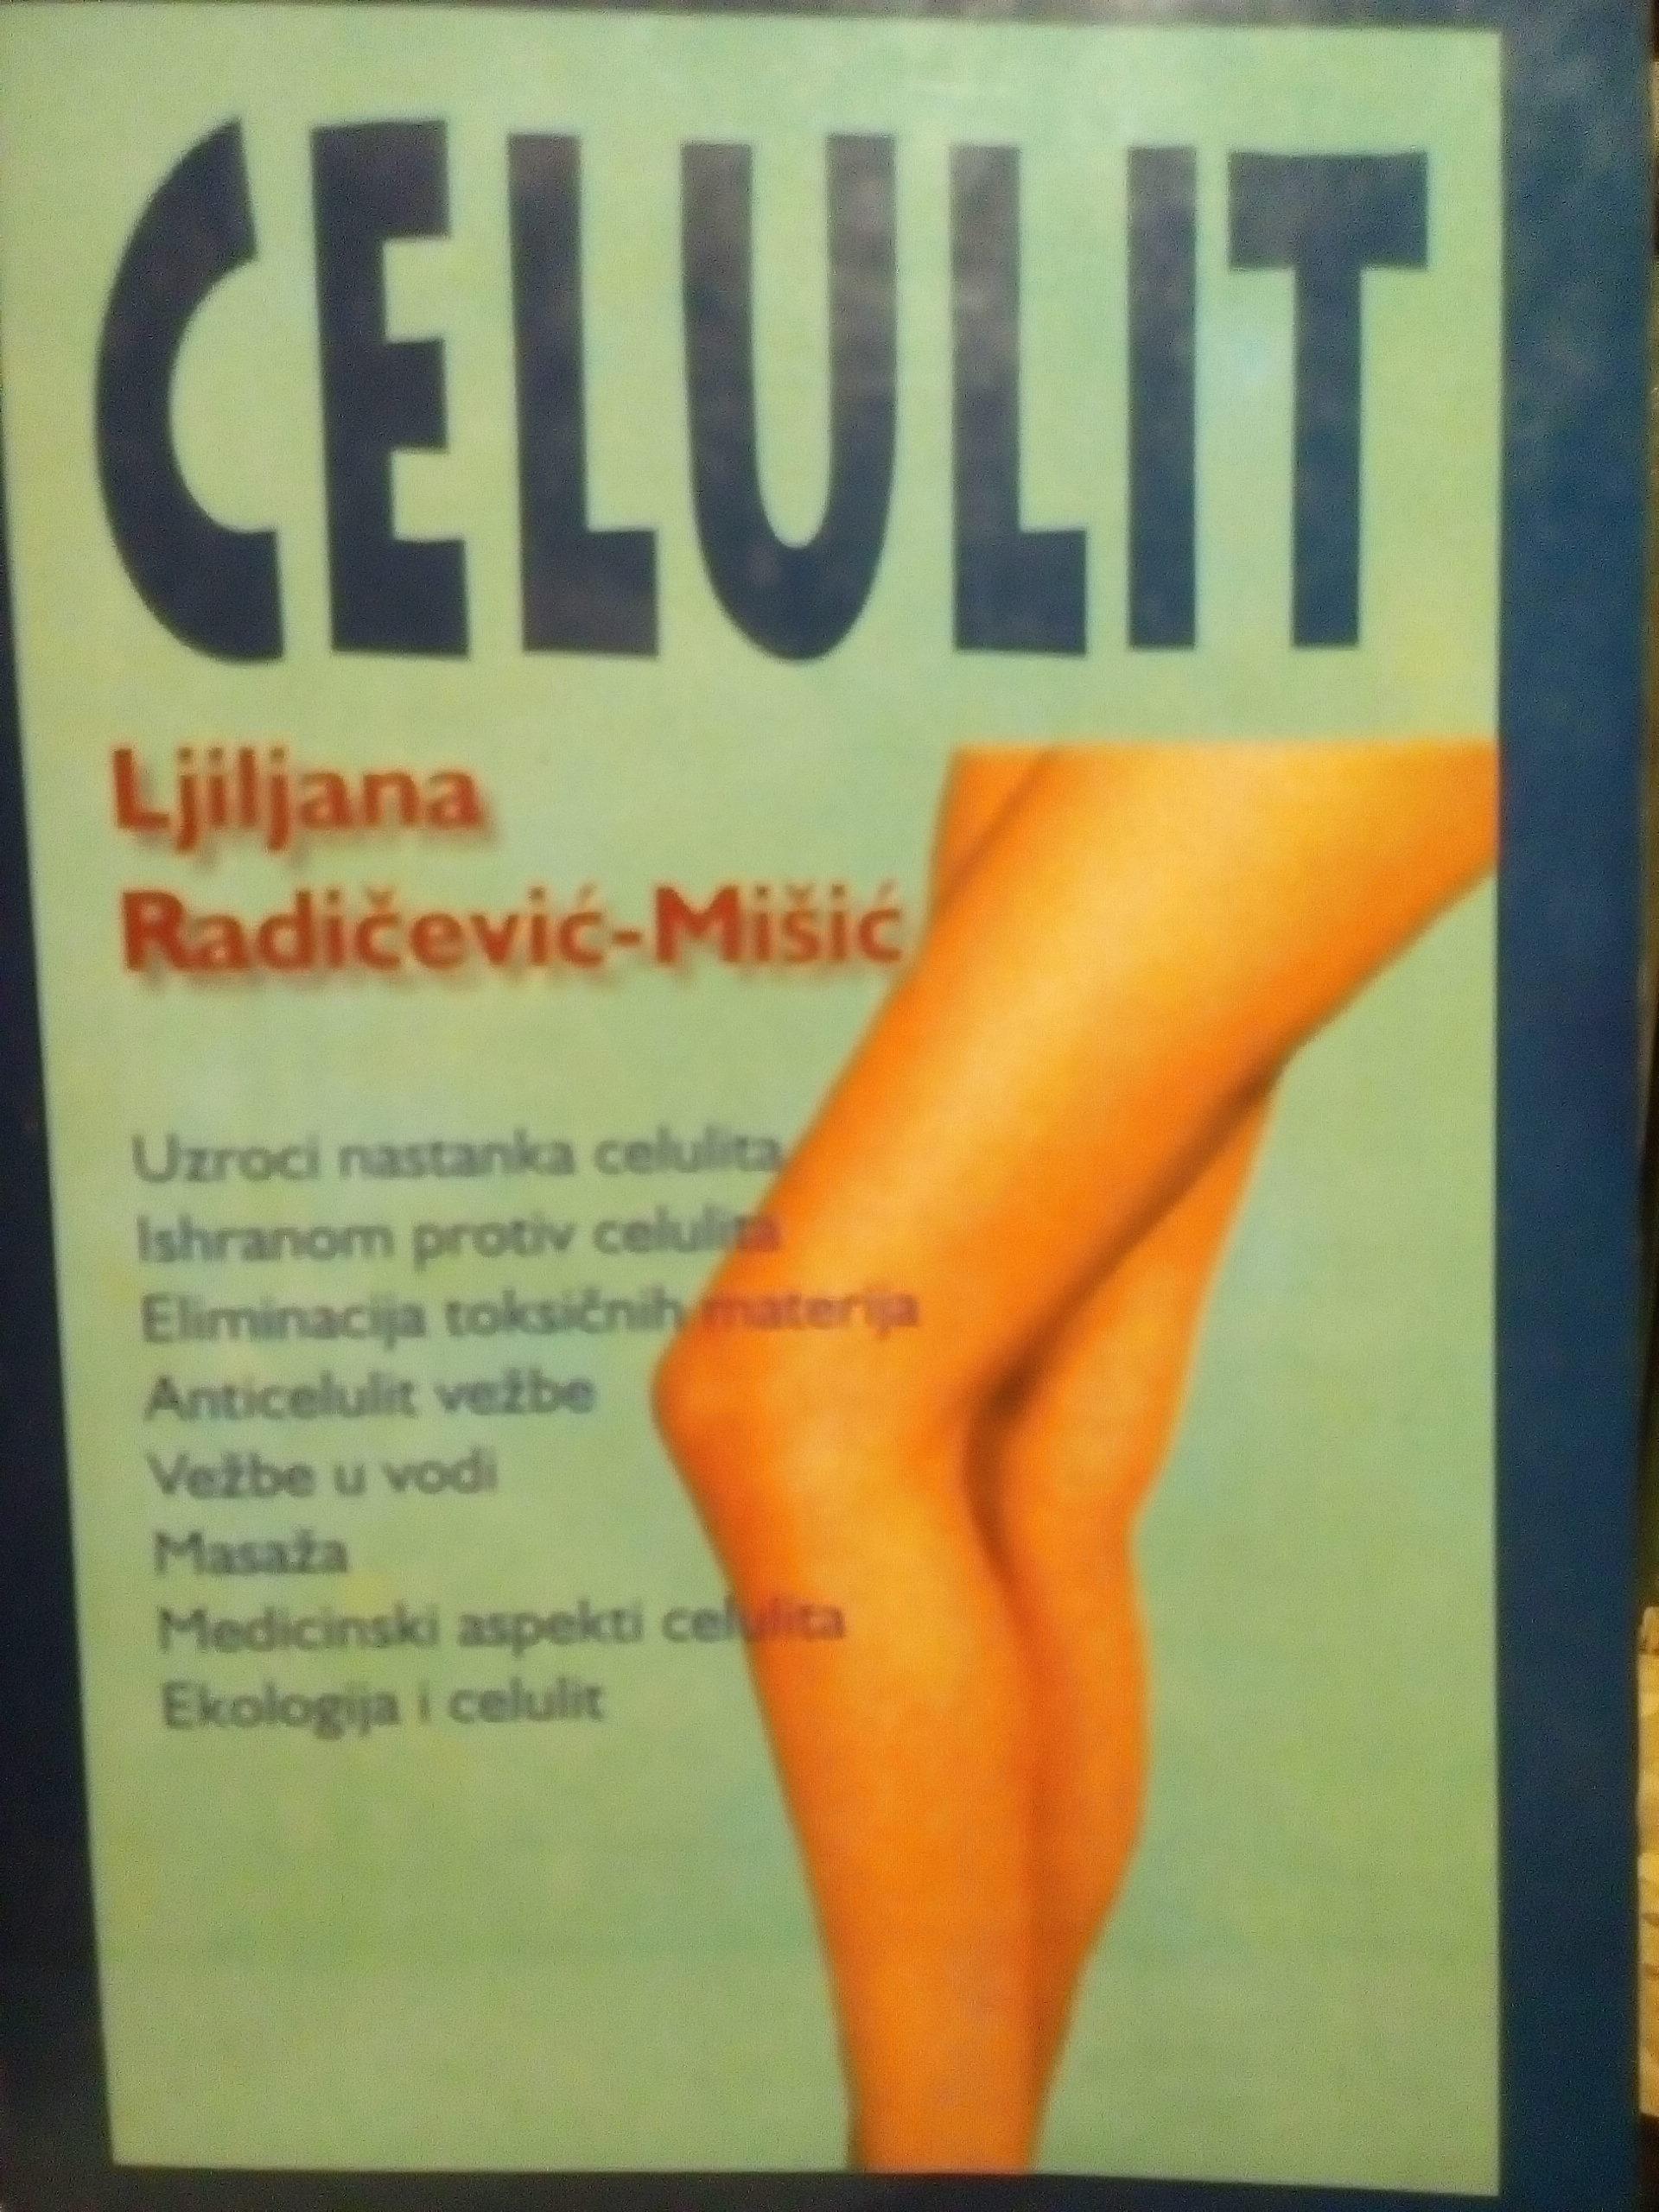 CELULIT
Ljiljana
Radičević-Mišić
Uzroci nastanka celulita
Ishranom protiv celulita
Eliminacija toksičnih materija
Anticelulit vežbe
Vežbe u vodi
Masaža
Medicinski aspekti celulita
Ekologija i celulit